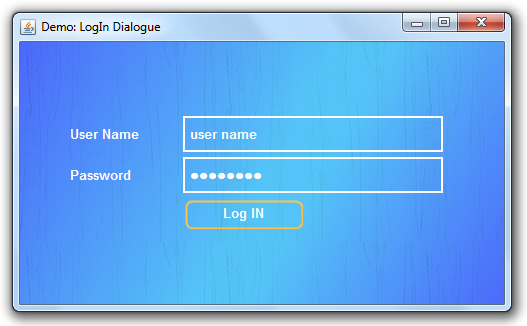 Demo: LogIn Dialogue
User Name
user name
Password
●●●●●●●●
Log IN